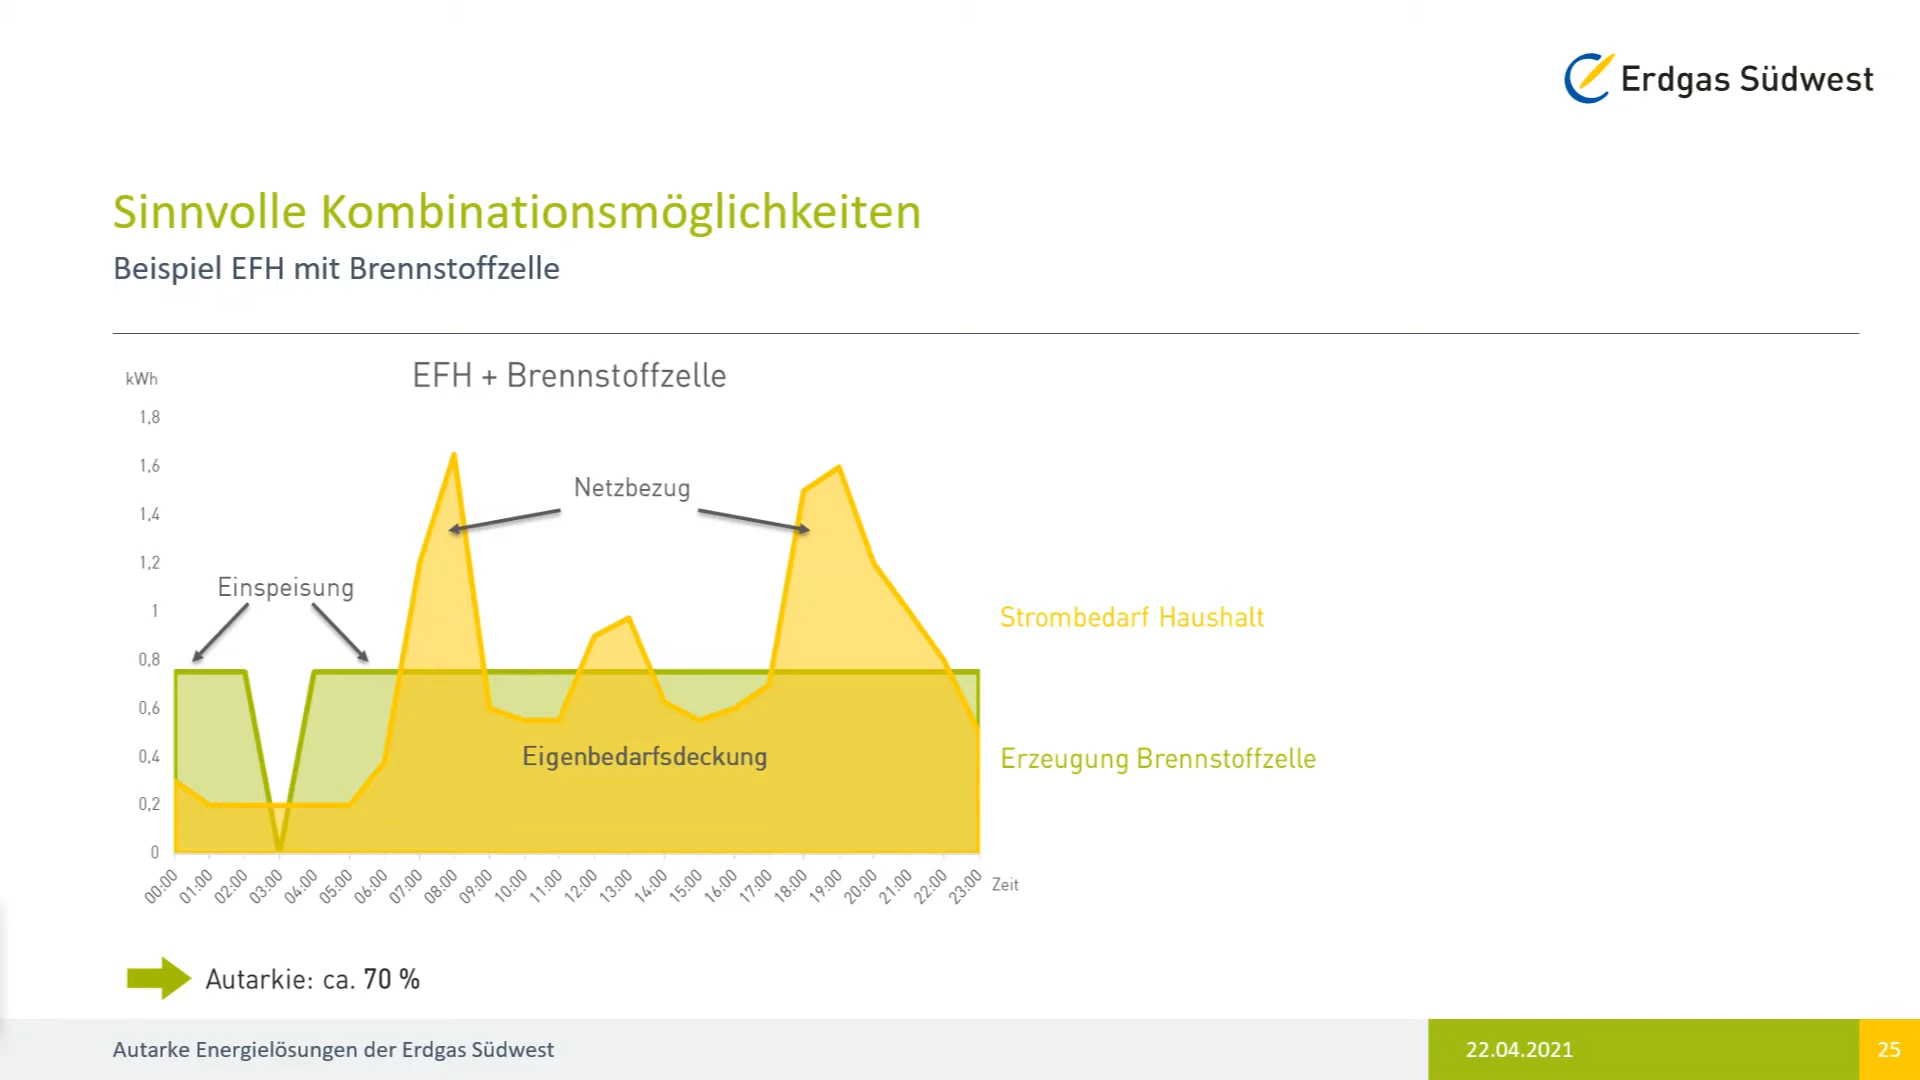 Erdgas Südwest
Sinnvolle Kombinationsmöglichkeiten
Beispiel EFH mit Brennstoffzelle
EFH + Brennstoffzelle
kWh
1,8
1,6
1,4
1,2
1
0,8
0,6
0,4
0,2
0
Netzbezug
Einspeisung
Eigenbedarfsdeckung
Strombedarf Haushalt
Erzeugung Brennstoffzelle
00:00 01:00 02:00 03:00 04:00 05:00 06:00 07:00 08:00 09:00 10:00 11:00 12:00 13:00 14:00 15:00 16:00 17:00 18:00 19:00 20:00 21:00 22:00 23:00 Zeit
Autarkie: ca. 70 %
Autarke Energielösungen der Erdgas Südwest
22.04.2021
25